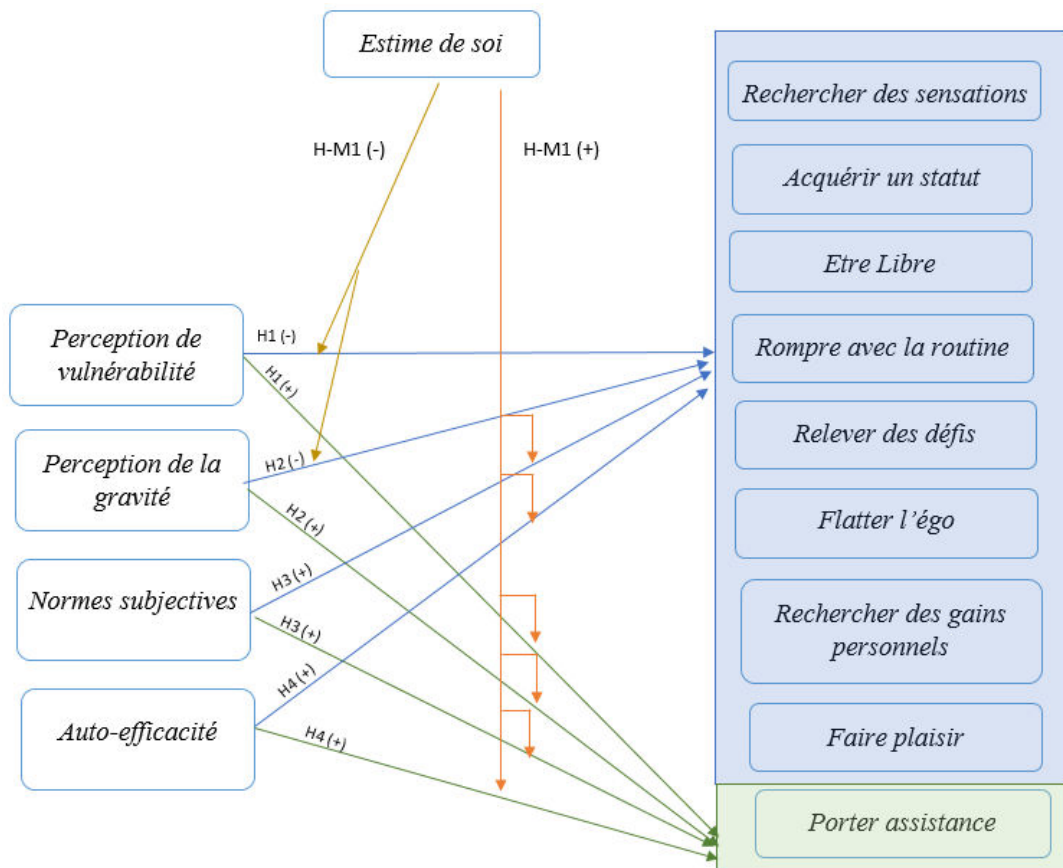 Estime de soi
H-M1 (-)
H-M1 (+)
Perception de
vulnérabilité
Perception de la
gravité
Normes subjectives
Auto-efficacité
H1 (-)
H1 (+)
H2 (-)
H2 (+)
H3 (+)
H3 (+)
H4 (+)
H4 (+)
Rechercher des sensations
Acquérir un statut
Etre Libre
Rompre avec la routine
Relever des défis
Flatter l’égo
Rechercher des gains
personnels
Faire plaisir
Porter assistance